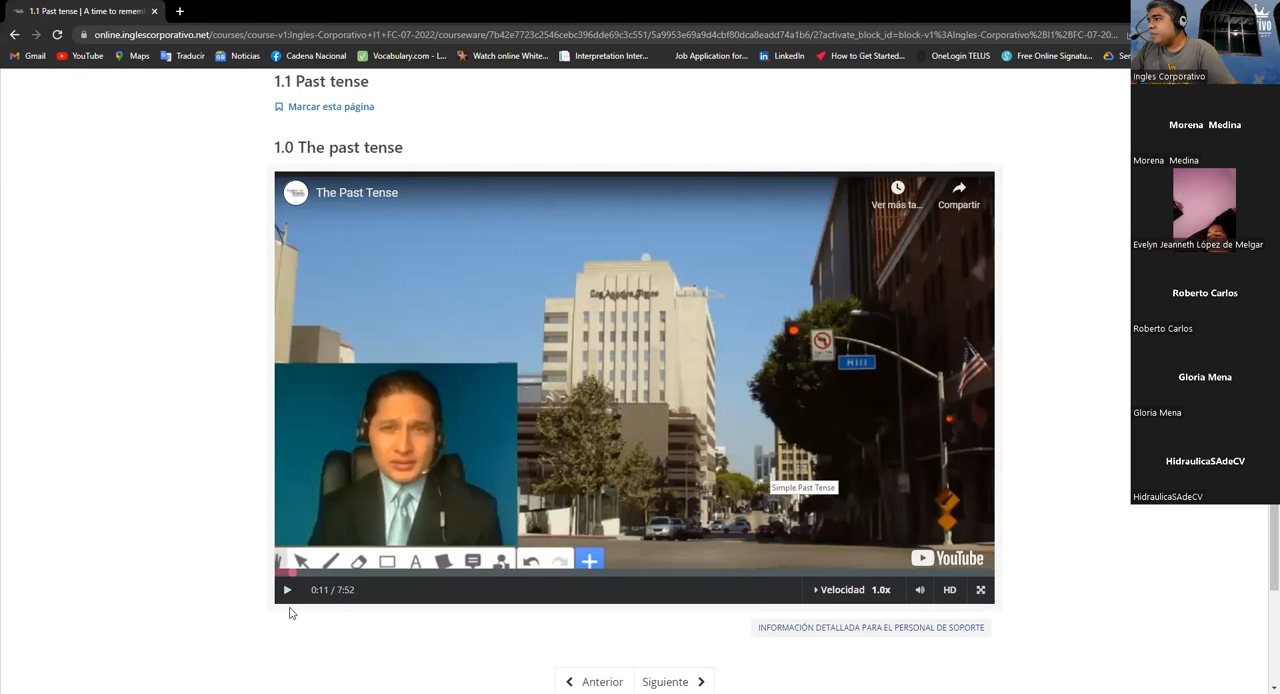 1.1 Past tense | A time to rememb
online.inglescorporativo.net/courses/course-v1:Ingles-Corporativo+I1+FC-07-2022/courseware/7b42e7723c2546cebc396dde69c3c551/5a9953e69a9d4cbf80dca8eadd74a1b6/2?activate_block_id=block-v1%3AIngles-Corporativo%2BI1%2BFC-07-20...
Gmail YouTube Maps Traducir Noticias Cadena Nacional Vocabulary.com - L... Watch online White... Interpretation Inter... Job Application for... LinkedIn How to Get Started... OneLogin TELUS Free Online Signatu... Ser
Ingles Corporativo
1.1 Past tense
Marcar esta página
1.0 The past tense
The Past Tense
Ver más ta...
Compartir
Los Angeles Times
HILL
Simple Past Tense
YouTube
0:11 / 7:52
Velocidad 1.0x
HD
INFORMACIÓN DETALLADA PARA EL PERSONAL DE SOPORTE
Anterior
Siguiente
Morena Medina
Morena Medina
Evelyn Jeanneth López de Melgar
Roberto Carlos
Roberto Carlos
Gloria Mena
Gloria Mena
HidraulicaSAdeCV
HidraulicaSAdeCV